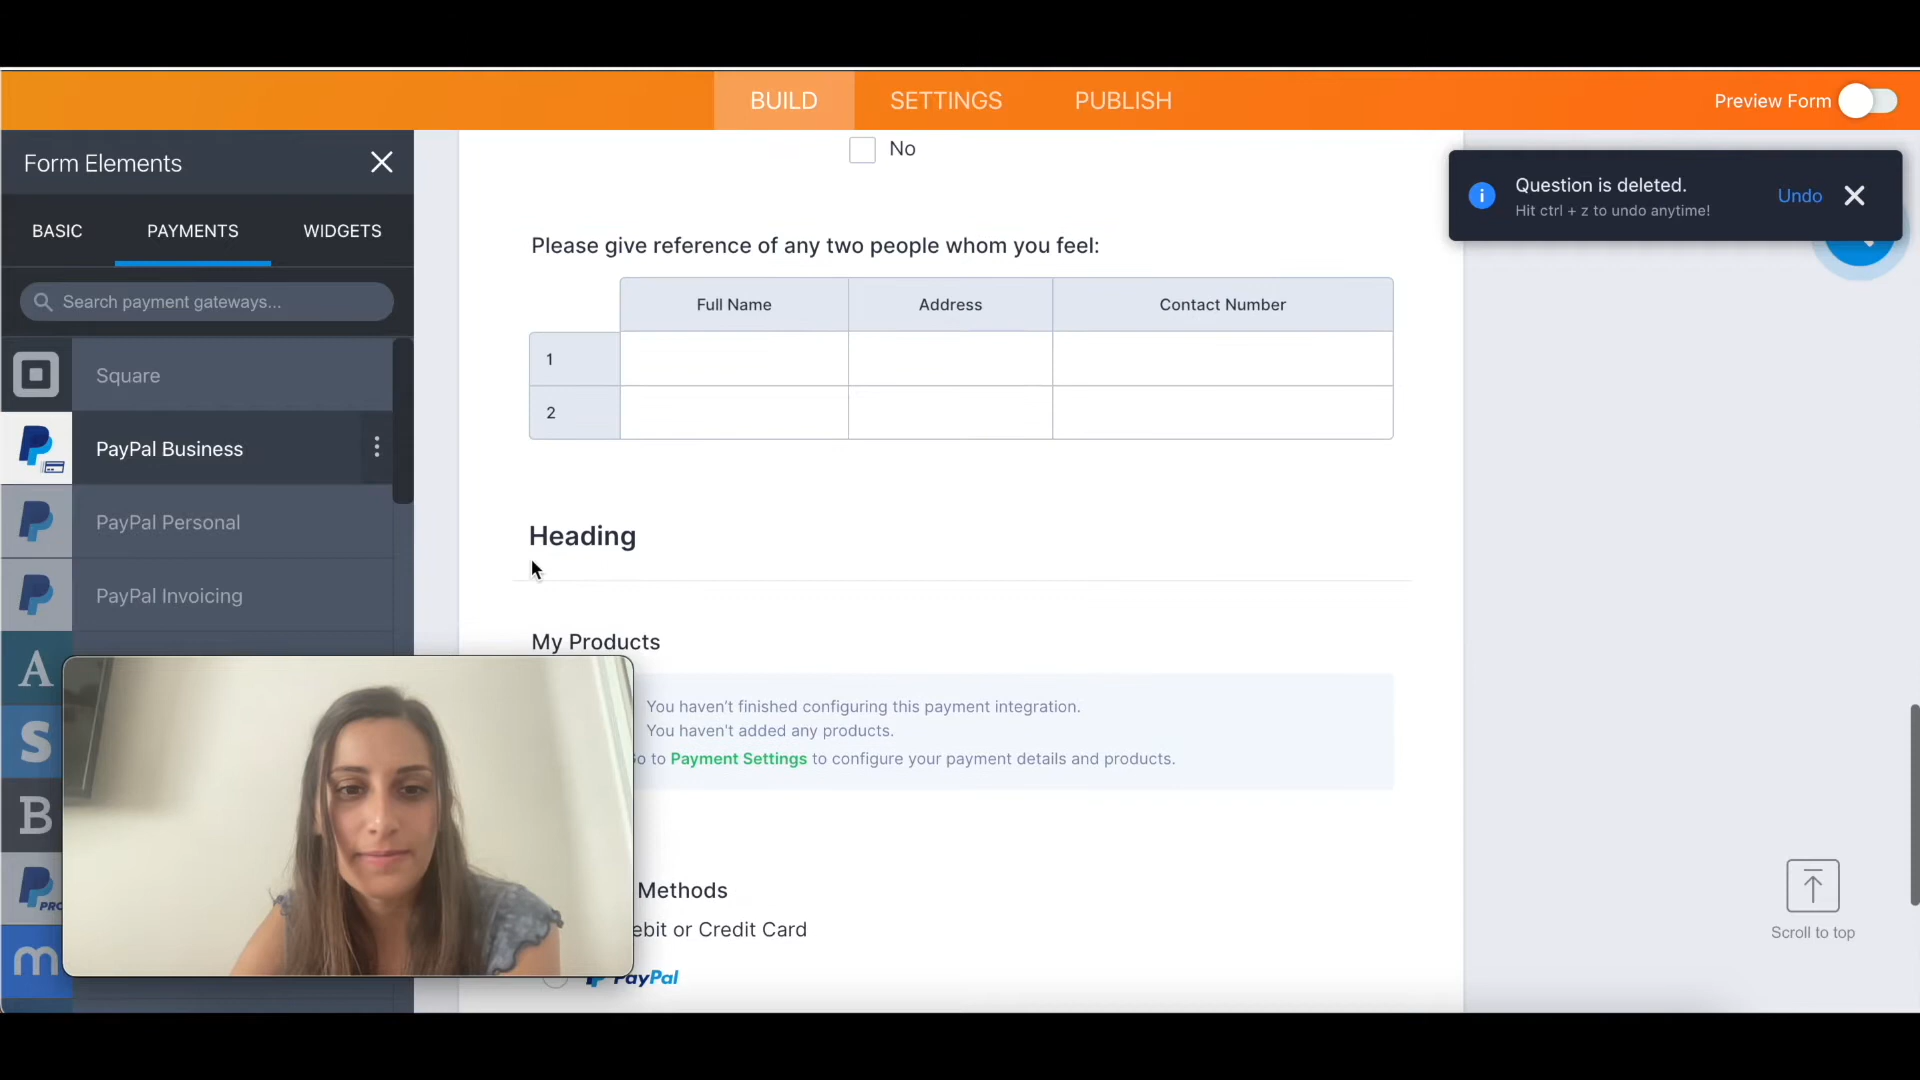 BUILD
SETTINGS
PUBLISH
Preview Form
Form Elements
BASIC
PAYMENTS
WIDGETS
Search payment gateways...
Square
PayPal Business
PayPal Personal
PayPal Invoicing
A
S
B
PRO
m
No
Question is deleted.
Undo
Hit ctrl + z to undo anytime!
Please give reference of any two people whom you feel:
Full Name
Address
Contact Number
1
2
Heading
My Products
You haven't finished configuring this payment integration.
You haven't added any products.
o to Payment Settings to configure your payment details and products.
Methods
ebit or Credit Card
PayPal
Scroll to top